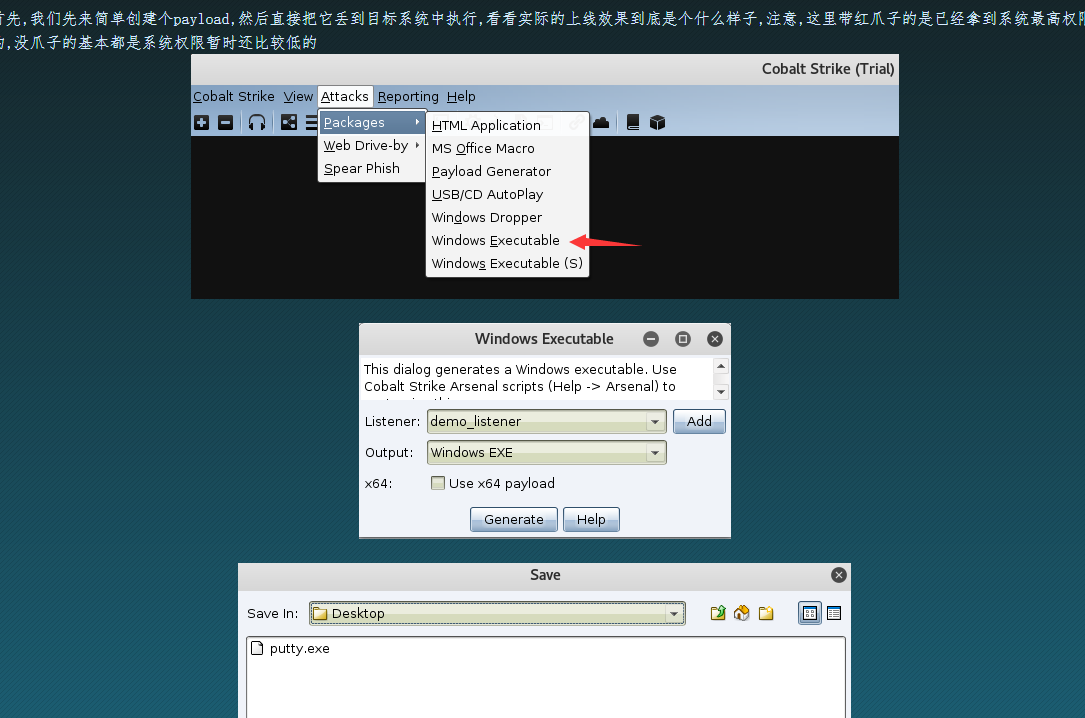 首先,我们先来简单创建个payload,然后直接把它丢到目标系统中执行,看看实际的上线效果到底是个什么样子,注意,这里带红爪子的是已经拿到系统最高权限
的,没爪子的基本都是系统权限暂时还比较低的
Cobalt Strike (Trial)
Cobalt Strike View Attacks Reporting Help
Packages
Web Drive-by
Spear Phish
HTML Application
MS Office Macro
Payload Generator
USB/CD AutoPlay
Windows Dropper
Windows Executable
Windows Executable (S)
Windows Executable
This dialog generates a Windows executable. Use
Cobalt Strike Arsenal scripts (Help -> Arsenal) to
Listener: demo_listener Add
Output: Windows EXE
x64: Use x64 payload
Generate Help
Save
Save In: Desktop
putty.exe